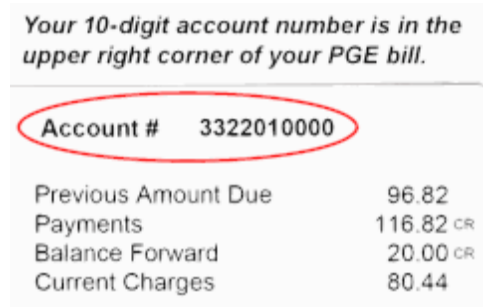 Your 10-digit account number is in the
upper right corner of your PGE bill.
Account # 3322010000
Previous Amount Due 96.82
Payments 116.82 CR
Balance Forward 20.00 CR
Current Charges 80.44